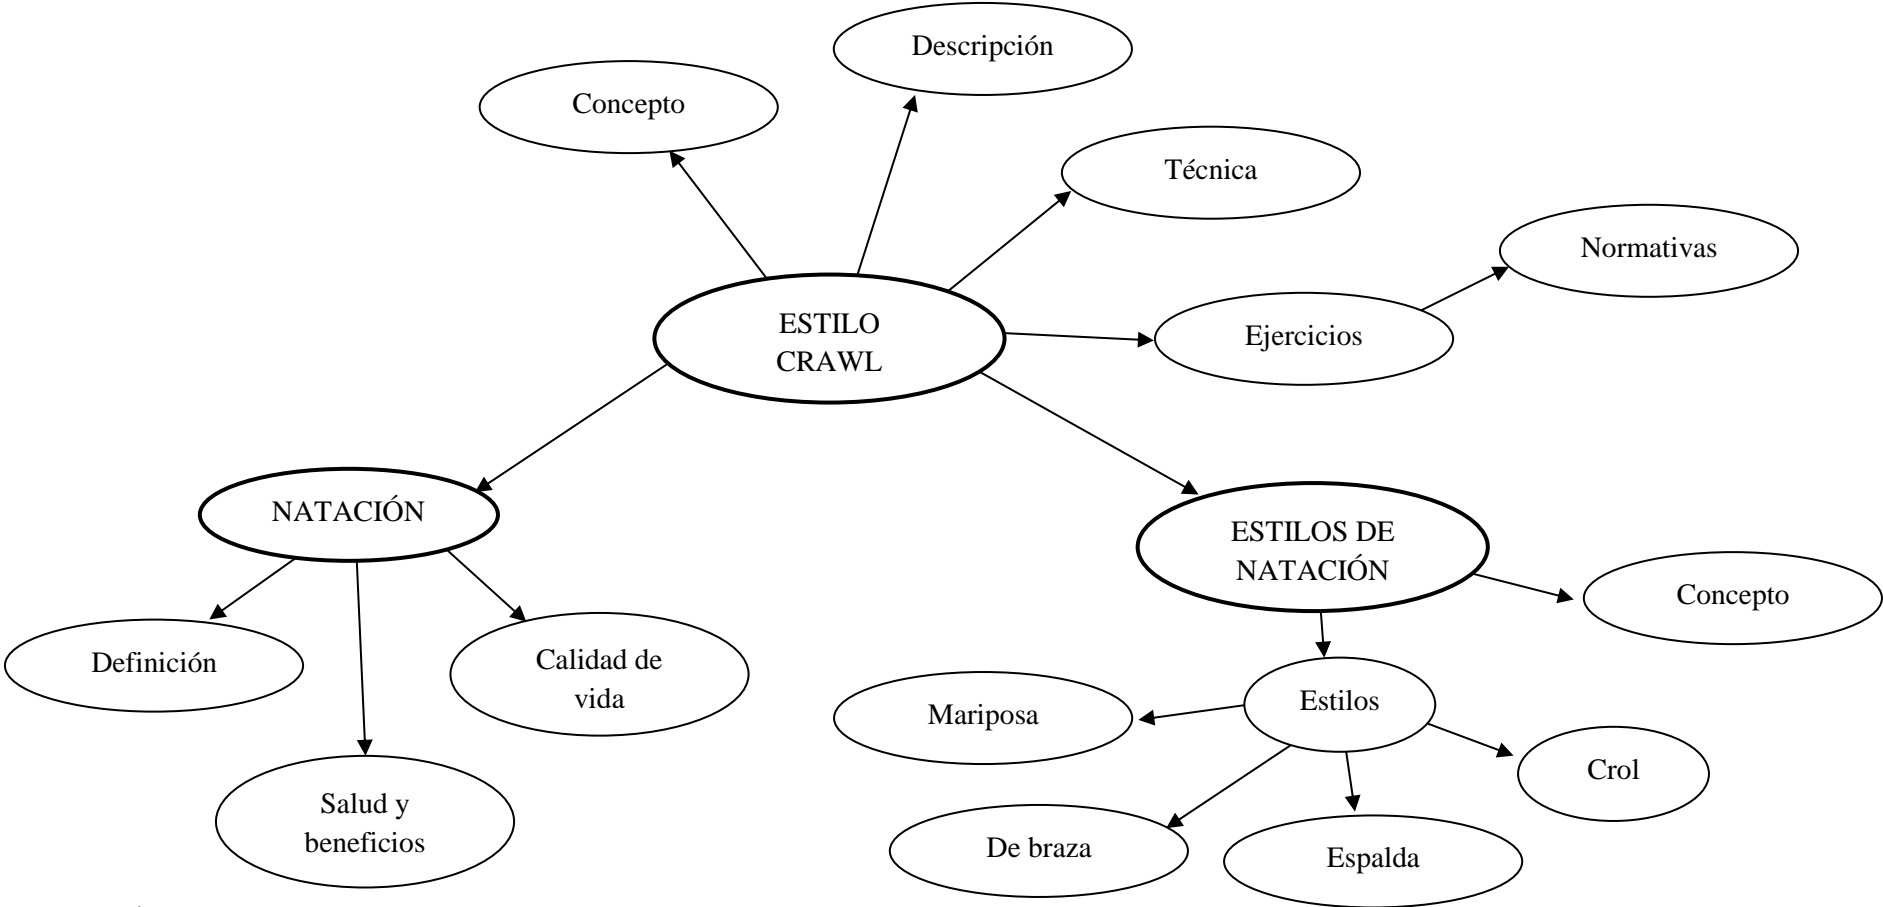 Descripción
Concepto
Técnica
Normativas
ESTILO
CRAWL
Ejercicios
NATACIÓN
ESTILOS DE
NATACIÓN
Concepto
Definición
Calidad de
vida
Estilos
Mariposa
Crol
Salud y
beneficios
De braza
Espalda